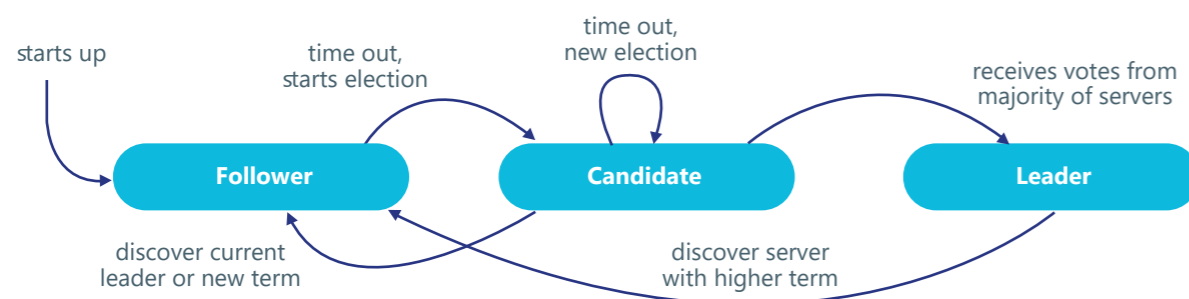 starts up
time out,
starts election
time out,
new election
receives votes from
majority of servers
Follower
Candidate
Leader
discover current
leader or new term
discover server
with higher term